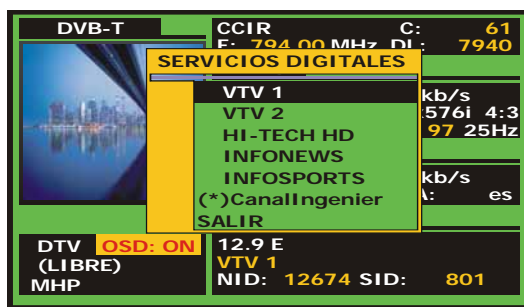 DVB-T
CCIR C: 61
F: 794.00 MHz DL: 7940
SERVICIOS DIGITALES
VTV 1
kb/s
VTV 2
576i 4:3
HI-TECH HD
97 25Hz
INFONEWS
INFOSPORTS
kb/s
(*)CanalIngenier
es
SALIR
DTV OSD: ON
12.9 E
(LIBRE)
VTV 1
MHP
NID: 12674 SID: 801